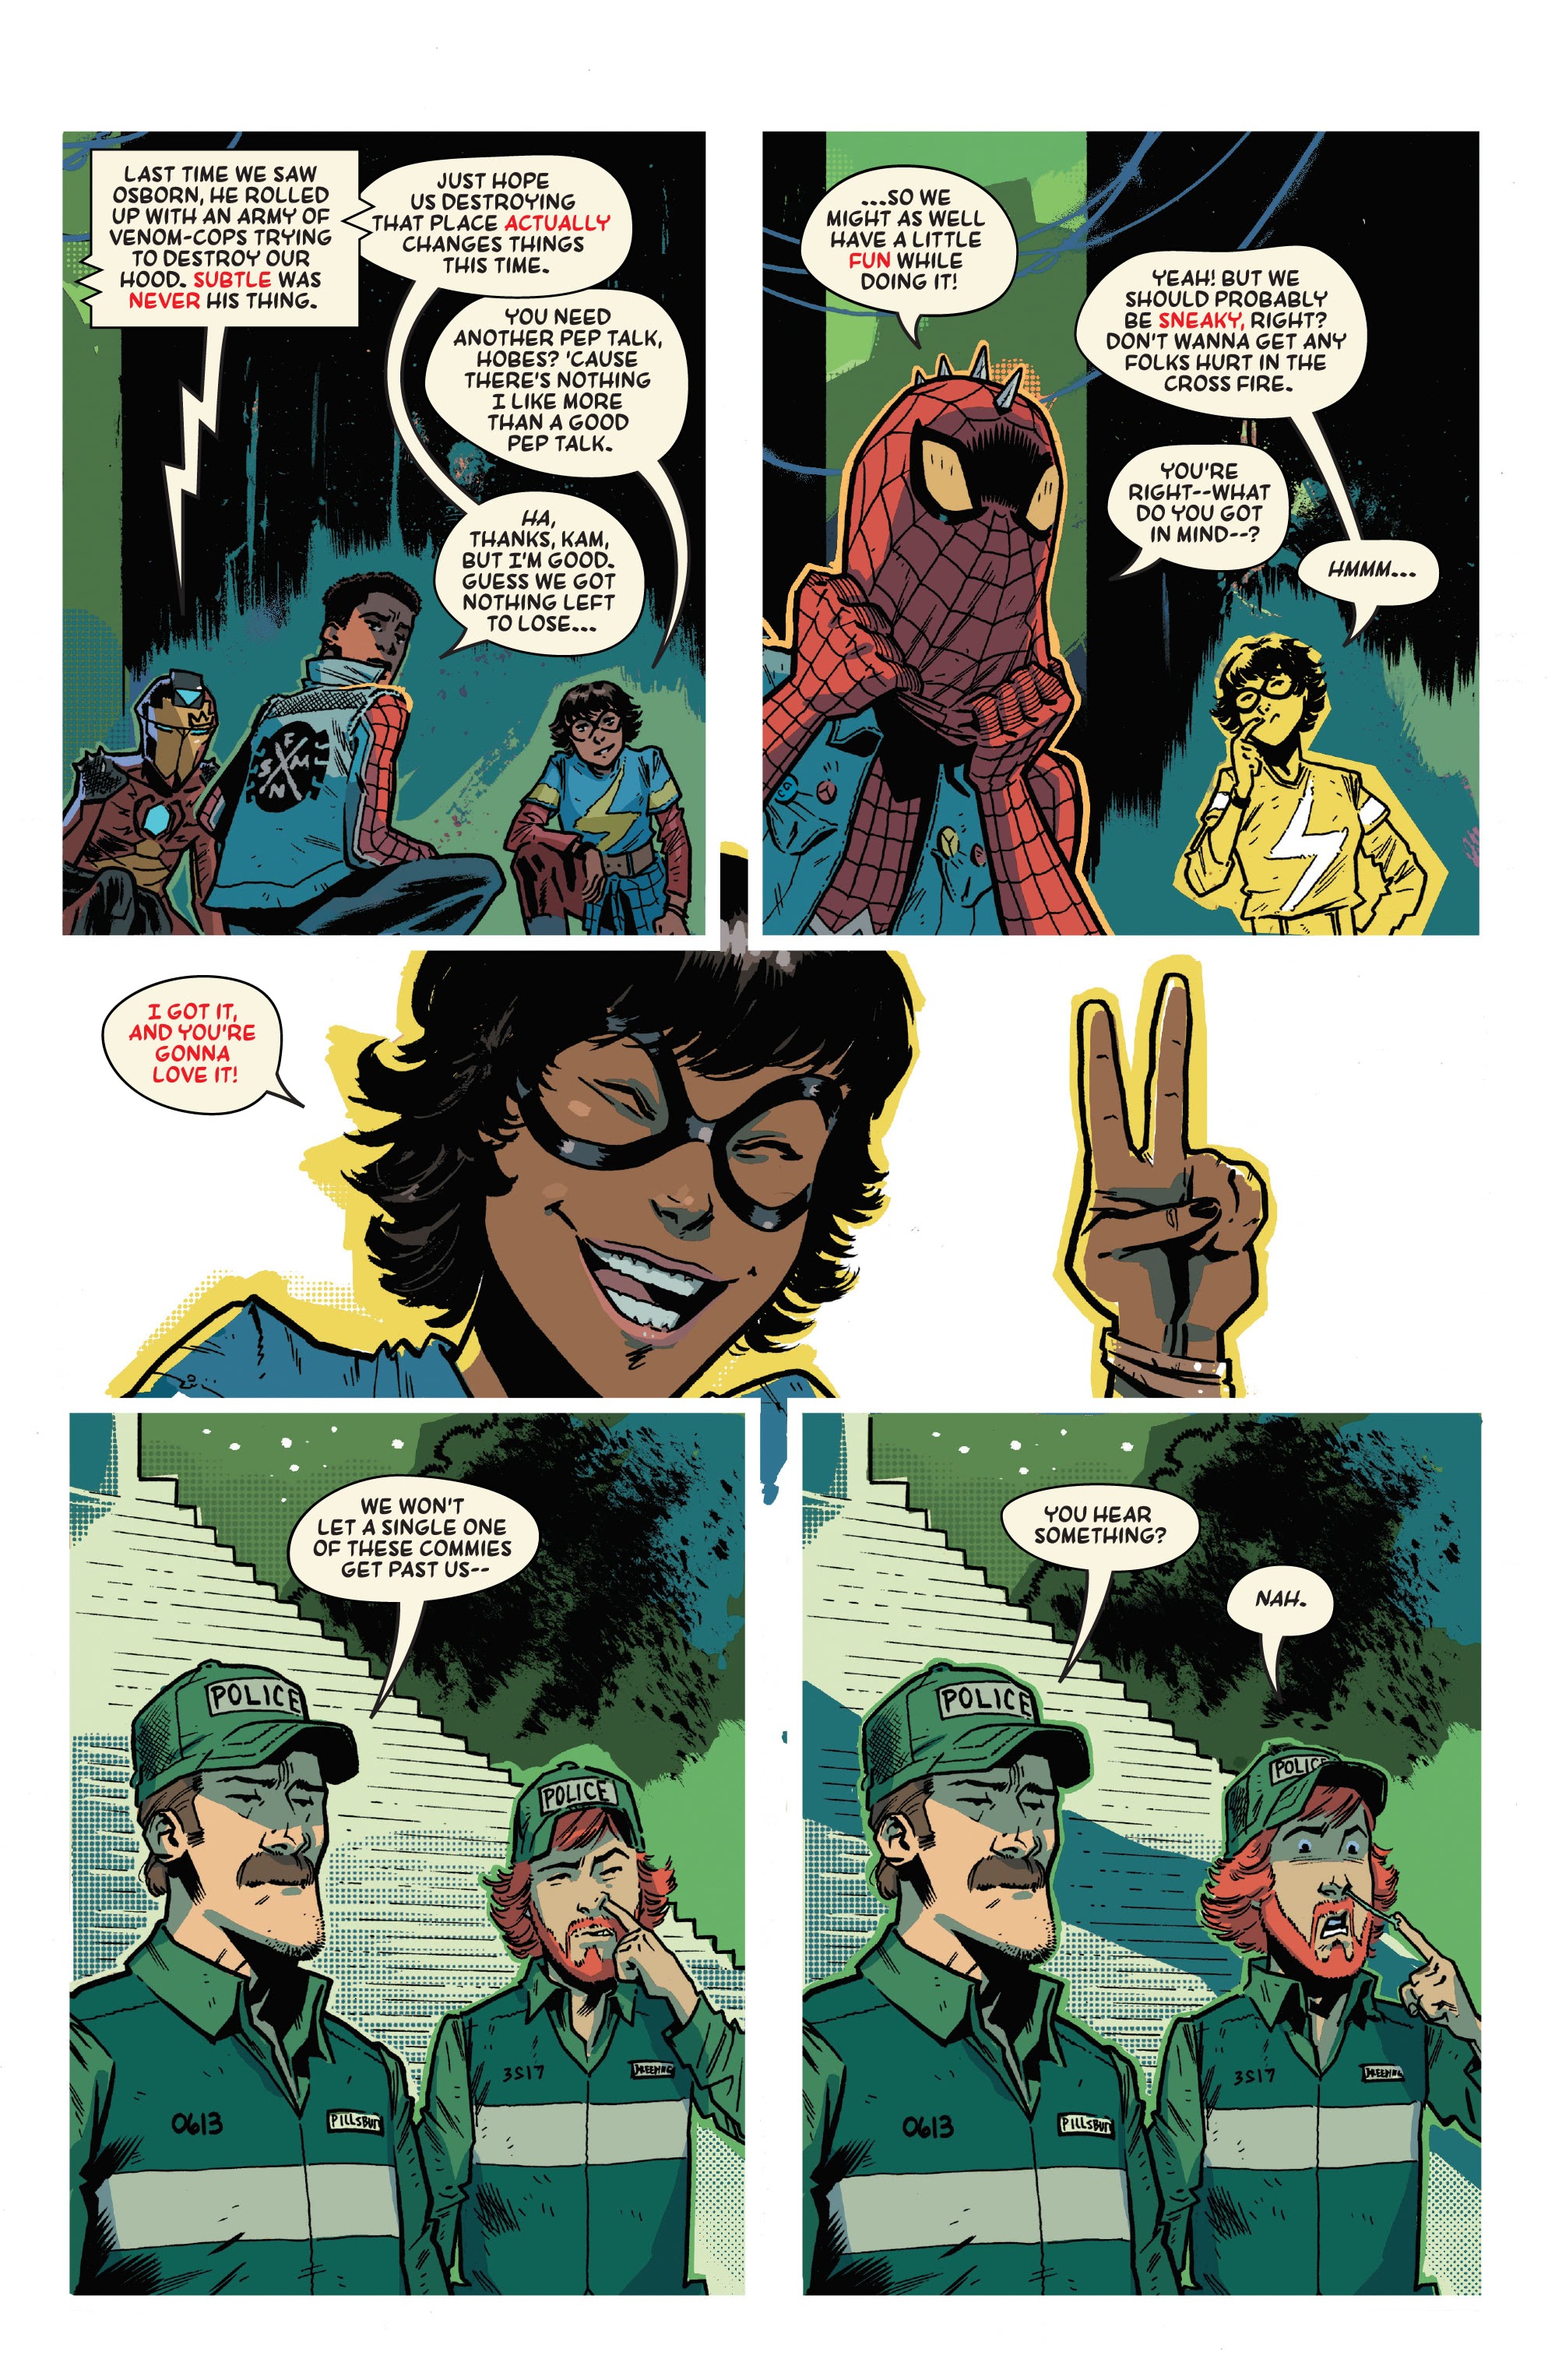 LAST TIME WE SAW
OSBORN, HE ROLLED
UP WITH AN ARMY OF
VENOM-COPS TRYING
TO DESTROY OUR
HOOD. SUBTLE WAS
NEVER HIS THING.
JUST HOPE
US DESTROYING
THAT PLACE ACTUALLY
CHANGES THINGS
THIS TIME.
YOU NEED
ANOTHER PEP TALK,
HOBES? 'CAUSE
THERE'S NOTHING
I LIKE MORE
THAN A GOOD
PEP TALK.
HA,
THANKS, KAM,
BUT I'M GOOD.
GUESS WE GOT
NOTHING LEFT
TO LOSE...
F
S M
N
...SO WE
MIGHT AS WELL
HAVE A LITTLE
FUN WHILE
DOING IT!
YEAH! BUT WE
SHOULD PROBABLY
BE SNEAKY, RIGHT?
DON'T WANNA GET ANY
FOLKS HURT IN THE
CROSS FIRE.
YOU'RE
RIGHT--WHAT
DO YOU GOT
IN MIND--?
HMMM...
I GOT IT,
AND YOU'RE
GONNA
LOVE IT!
WE WON'T
LET A SINGLE ONE
OF THESE COMMIES
GET PAST US--
POLICE
POLICE
3S17
0613
PILLSBU
YOU HEAR
SOMETHING?
NAH.
POLICE
POLICE
3S17
0613
PILLSBU